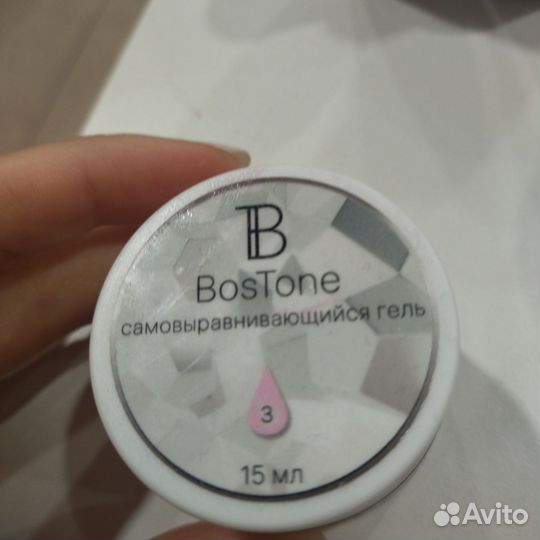 B
BosTone
самовыравнивающийся гель
3
15 мл
Avito